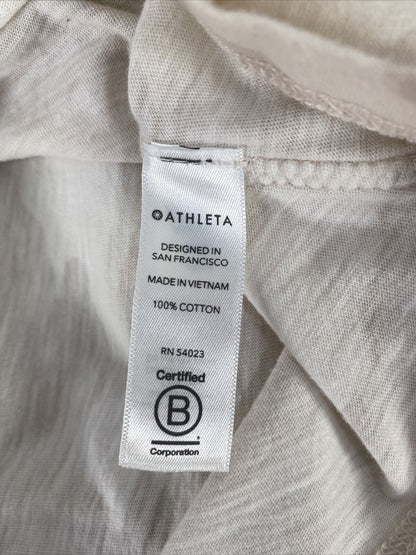 ATHLETA
DESIGNED IN
SAN FRANCISCO
MADE IN VIETNAM
100% COTTON
RN 54023
Certified
B
Corporation